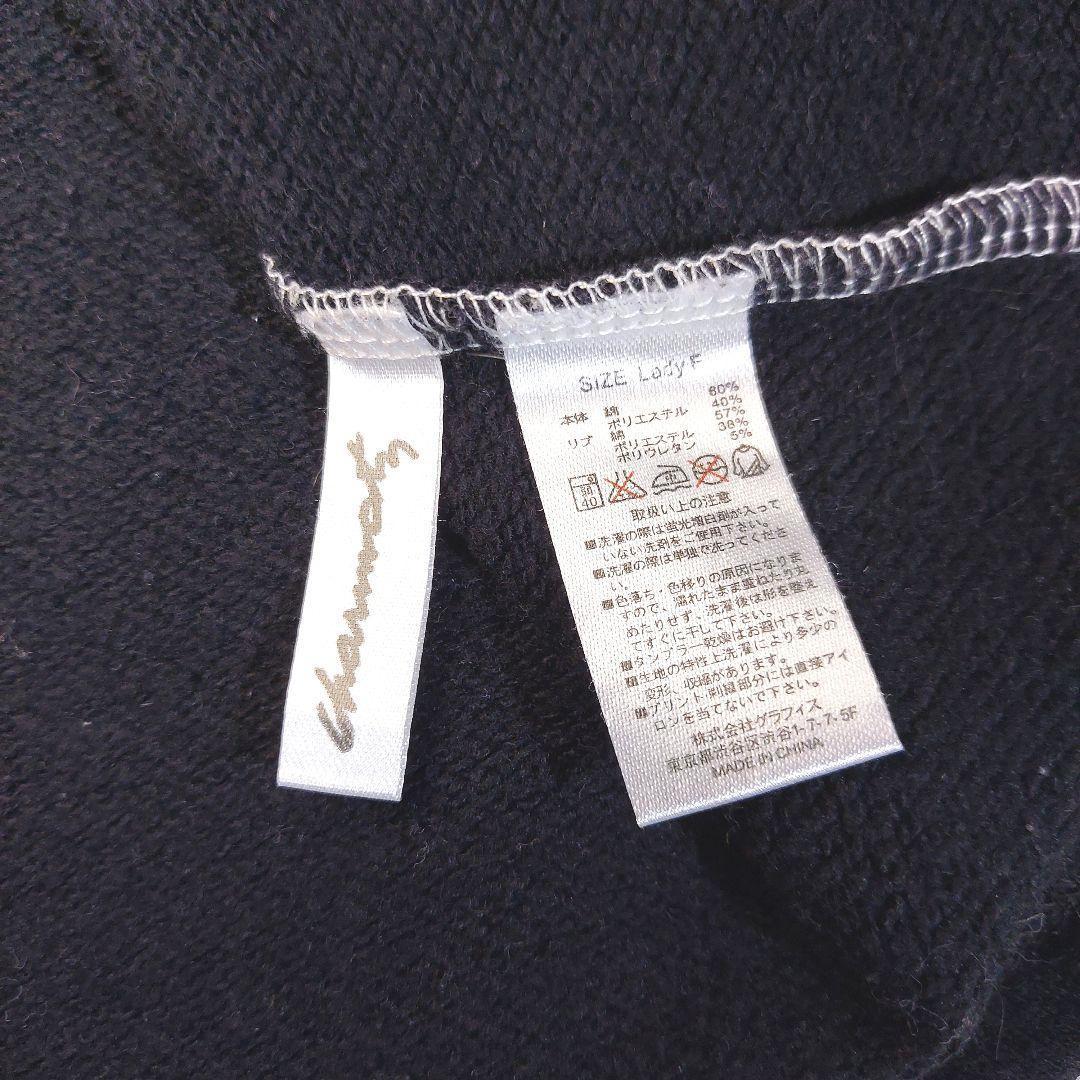 Chummoty
SIZE Lady F
本体 綿 60%
ポリエステル 40%
リブ 綿 57%
ポリエステル 38%
ポリウレタン 5%
弱
40
中
取扱い上の注意
洗濯の際は蛍光増白剤が入って
いない洗剤をご使用下さい。
洗濯の際は単独で洗ってくださ
い。
色落ち・色移りの原因になりま
すので、濡れたまま重ねたり丸
めたりせず、洗濯後は形を整え
てすぐに干して下さい。
タンブラー乾燥はお避け下さい。
生地の特性上洗濯により多少の
変形、収縮があります。
プリント刺繍部分には直接アイ
ロンを当てないで下さい。
株式会社グラフィス
東京都渋谷区渋谷1-7-7-5F
MADE IN CHINA